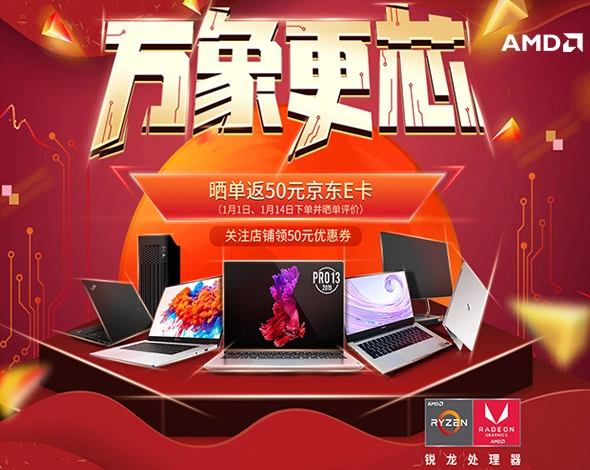 万象更芯
AMD
晒单返50元京东E卡
(1月1日、1月14日下单并晒单评价)
关注店铺领50元优惠券
PRO13
2019
AMD
RYZEN
RADEON
GRAPHICS
AMD
锐龙处理器